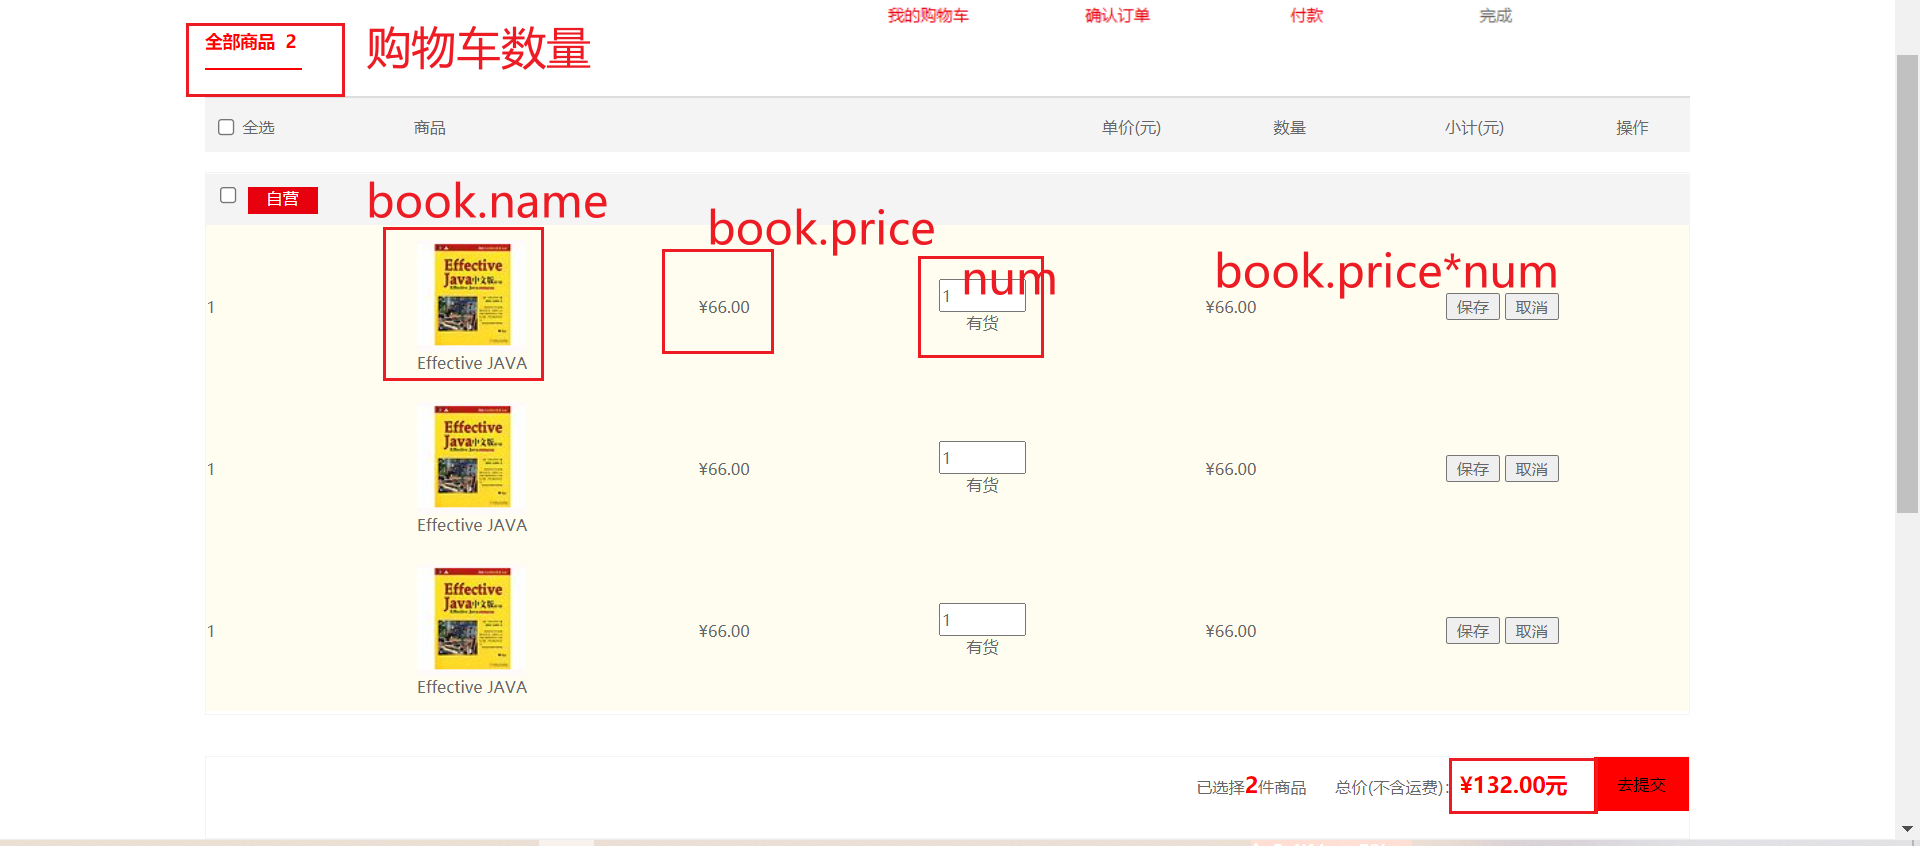 我的购物车 确认订单 付款 完成
全部商品 2 购物车数量
全选 商品 单价(元) 数量 小计(元) 操作
自营 book.name
book.price
num
book.price*num
Effective
Java中文版
1 ¥66.00 1 ¥66.00 保存 取消
有货
Effective JAVA
Effective
Java中文版
1 ¥66.00 1 ¥66.00 保存 取消
有货
Effective JAVA
Effective
Java中文版
1 ¥66.00 1 ¥66.00 保存 取消
有货
Effective JAVA
已选择2件商品 总价(不含运费): ¥132.00元 去提交